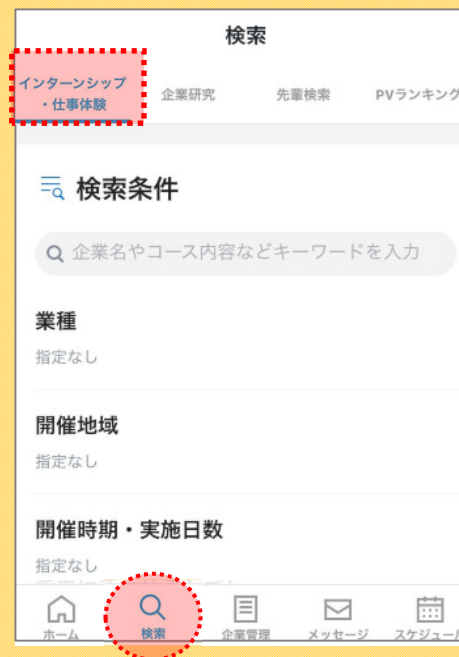 検索
インターンシップ
・仕事体験
企業研究
先輩検索
PVランキング
検索条件
企業名やコース内容などキーワードを入力
業種
指定なし
開催地域
指定なし
開催時期・実施日数
指定なし
ホーム
検索
企業管理
メッセージ
スケジュール